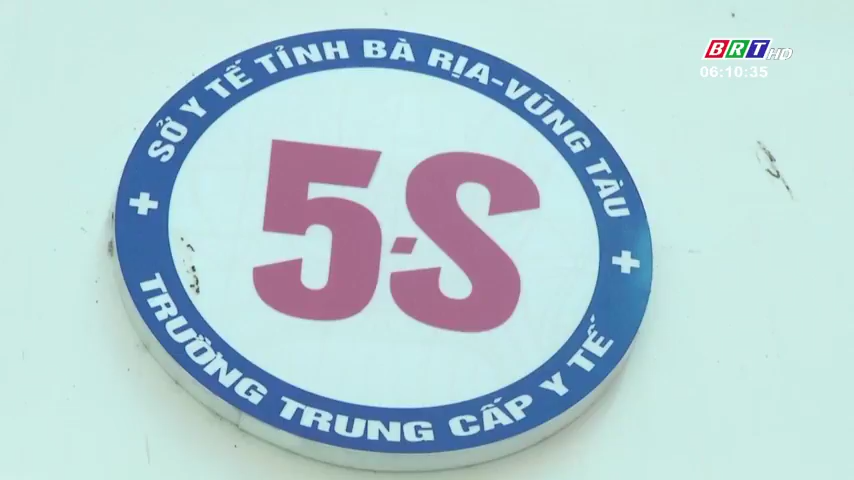 BRT HD
06:10:35
SỞ Y TẾ TỈNH BÀ RỊA-VŨNG TÀU
5S
TRƯỜNG TRUNG CẤP Y TẾ